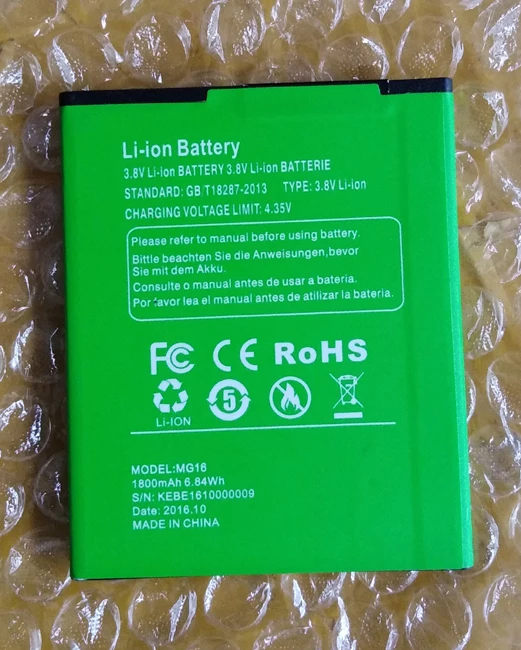 Li-ion Battery
3.8V Li-ion BATTERY 3.8V Li-ion BATTERIE
STANDARD: GB/T18287-2013 TYPE: 3.8V Li-ion
CHARGING VOLTAGE LIMIT: 4.35V
Please refer to manual before using battery.
Bittle beachten Sie die Anweisungen,bevor
Sie mit dem Akku.
Consulte o manual antes de usar a bateria.
Por favor lea el manual antes de atilizar la bateria.
FC CE RoHS
Li-ION 5
MODEL:MG16
1800mAh 6.84Wh
S/N: KEBE1610000009
Date: 2016.10
MADE IN CHINA